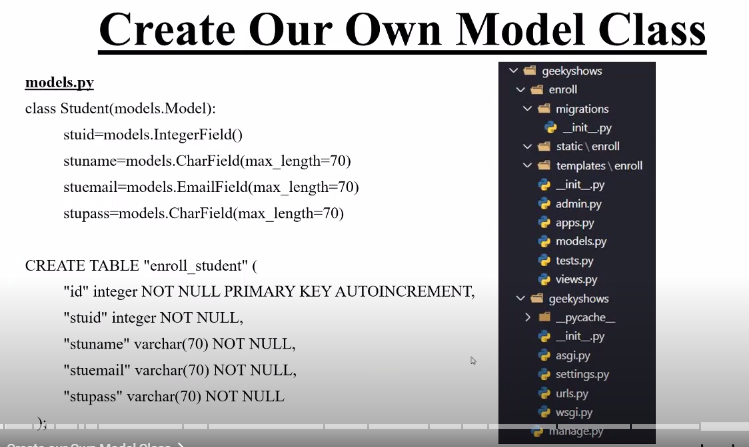 Create Our Own Model Class
models.py
class Student(models.Model):
stuid=models.IntegerField()
stuname=models.CharField(max_length=70)
stuemail=models.EmailField(max_length=70)
stupass=models.CharField(max_length=70)
CREATE TABLE "enroll_student" (
"id" integer NOT NULL PRIMARY KEY AUTOINCREMENT,
"stuid" integer NOT NULL,
"stuname" varchar(70) NOT NULL,
"stuemail" varchar(70) NOT NULL,
"stupass" varchar(70) NOT NULL
);
geekyshows
enroll
migrations
__init__.py
static \ enroll
templates \ enroll
__init__.py
admin.py
apps.py
models.py
tests.py
views.py
geekyshows
__pycache__
__init__.py
asgi.py
settings.py
urls.py
wsgi.py
manage.py
Create our Own Model Class